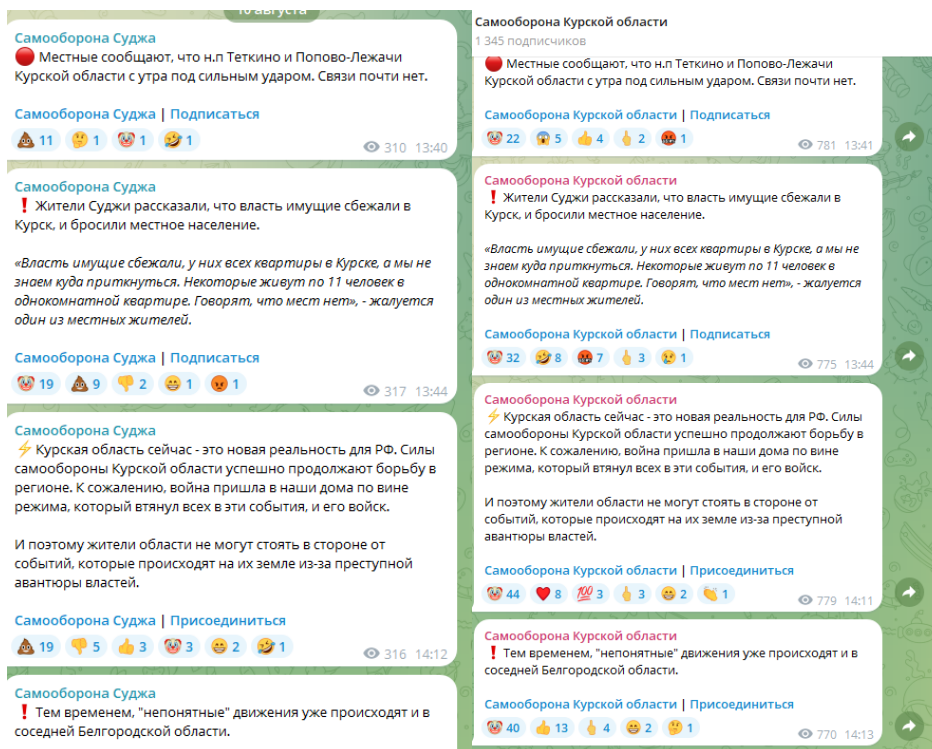 10 августа
Самооборона Суджа
🔴 Местные сообщают, что н.п Теткино и Попово-Лежачи
Курской области с утра под сильным ударом. Связи почти нет.
Самооборона Суджа | Подписаться
💩 11 🤔 1 🤡 1 🤣 1
310 13:40
Самооборона Суджа
❗ Жители Суджи рассказали, что власть имущие сбежали в
Курск, и бросили местное население.
«Власть имущие сбежали, у них всех квартиры в Курске, а мы не
знаем куда приткнуться. Некоторые живут по 11 человек в
однокомнатной квартире. Говорят, что мест нет», - жалуется
один из местных жителей.
Самооборона Суджа | Подписаться
🤡 19 💩 9 👎 2 😁 1 😡 1
317 13:44
Самооборона Суджа
⚡ Курская область сейчас - это новая реальность для РФ. Силы
самообороны Курской области успешно продолжают борьбу в
регионе. К сожалению, война пришла в наши дома по вине
режима, который втянул всех в эти события, и его войск.
И поэтому жители области не могут стоять в стороне от
событий, которые происходят на их земле из-за преступной
авантюры властей.
Самооборона Суджа | Присоединиться
💩 19 👎 5 👍 3 🤡 3 😁 2 🤣 1
316 14:12
Самооборона Суджа
❗ Тем временем, "непонятные" движения уже происходят и в
соседней Белгородской области.
Самооборона Курской области
1 345 подписчиков
🔴 Местные сообщают, что н.п Теткино и Попово-Лежачи
Курской области с утра под сильным ударом. Связи почти нет.
Самооборона Курской области | Подписаться
🤡 22 😱 5 👍 4 🖕 2 🤬 1
781 13:41
Самооборона Курской области
❗ Жители Суджи рассказали, что власть имущие сбежали в
Курск, и бросили местное население.
«Власть имущие сбежали, у них всех квартиры в Курске, а мы не
знаем куда приткнуться. Некоторые живут по 11 человек в
однокомнатной квартире. Говорят, что мест нет», - жалуется
один из местных жителей.
Самооборона Курской области | Подписаться
🤡 32 🤣 8 🤬 7 🖕 3 😢 1
775 13:44
Самооборона Курской области
⚡ Курская область сейчас - это новая реальность для РФ. Силы
самообороны Курской области успешно продолжают борьбу в
регионе. К сожалению, война пришла в наши дома по вине
режима, который втянул всех в эти события, и его войск.
И поэтому жители области не могут стоять в стороне от
событий, которые происходят на их земле из-за преступной
авантюры властей.
Самооборона Курской области | Присоединиться
🤡 44 ❤ 8 💯 3 🖕 3 😁 2 👏 1
779 14:11
Самооборона Курской области
❗ Тем временем, "непонятные" движения уже происходят и в
соседней Белгородской области.
Самооборона Курской области | Присоединиться
🤡 40 👍 13 🖕 4 😁 2 🤔 1
770 14:13